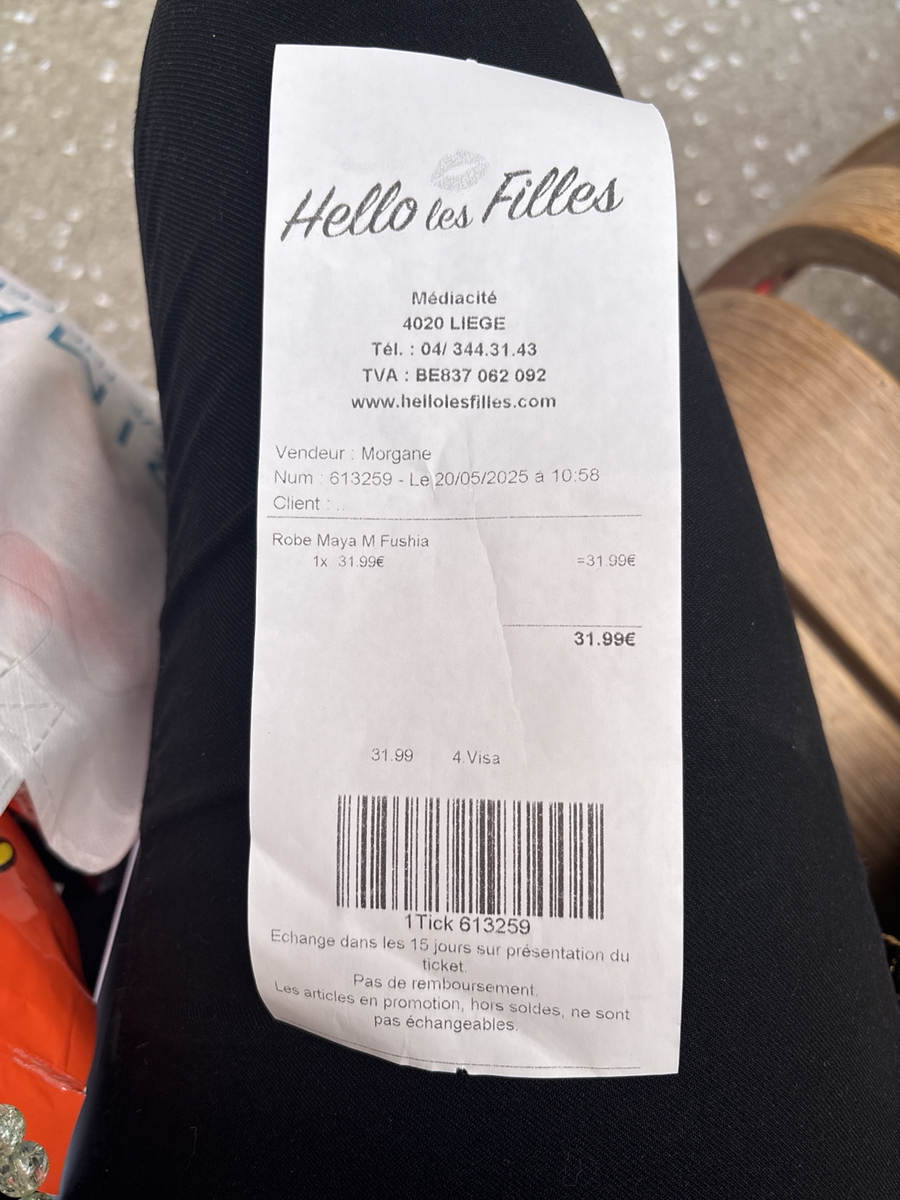 Hello les Filles
Médiacité
4020 LIEGE
Tél. : 04/ 344.31.43
TVA : BE837 062 092
www.hellolesfilles.com
Vendeur : Morgane
Num : 613259 - Le 20/05/2025 à 10:58
Client : ..
Robe Maya M Fushia
1x 31.99€ =31.99€
31.99€
31.99 4.Visa
1Tick 613259
Echange dans les 15 jours sur présentation du
ticket.
Pas de remboursement.
Les articles en promotion, hors soldes, ne sont
pas échangeables.